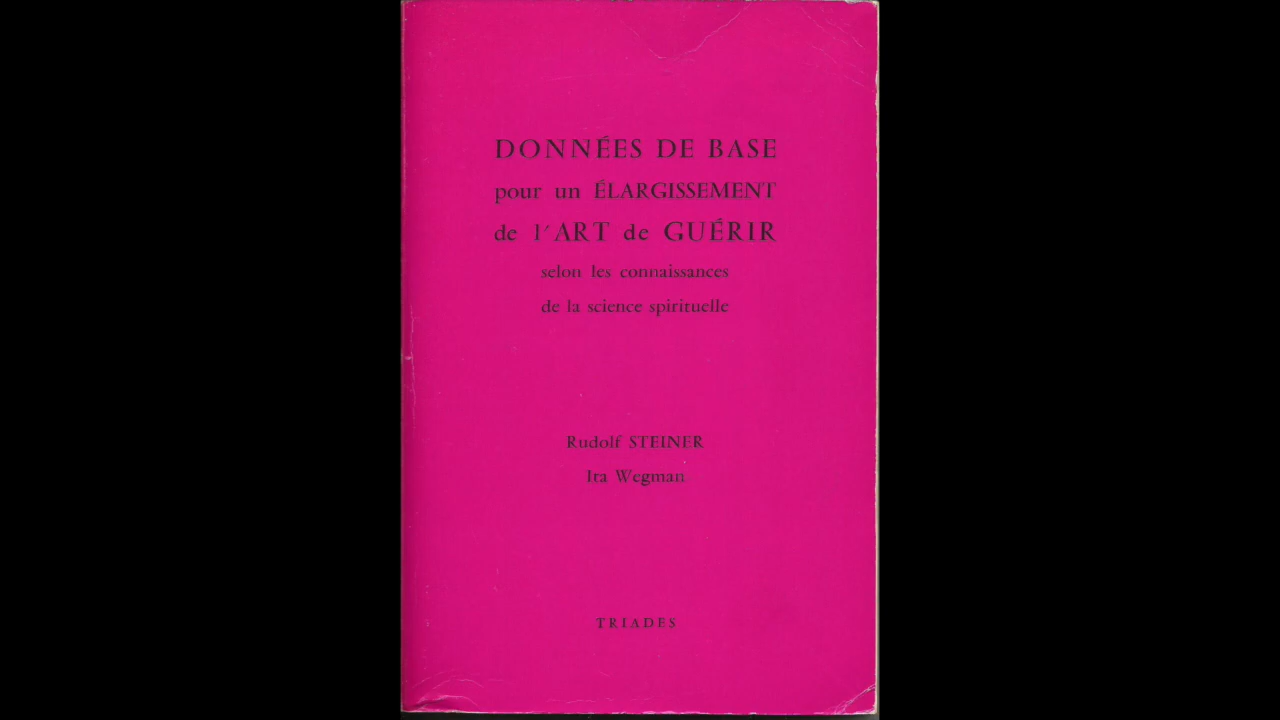 DONNÉES DE BASE
pour un ÉLARGISSEMENT
de l'ART de GUÉRIR
selon les connaissances
de la science spirituelle
Rudolf STEINER
Ita Wegman
TRIADES